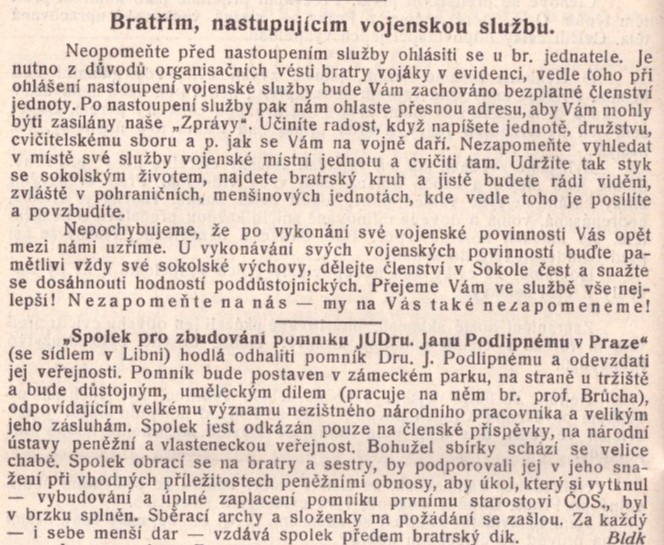 Bratřím, nastupujícím vojenskou službu.
Neopomeňte před nastoupením služby ohlásiti se u br. jednatele. Je
nutno z důvodů organisačních vésti bratry vojáky v evidenci, vedle toho při
ohlášení nastoupení vojenské služby bude Vám zachováno bezplatné členství
jednoty. Po nastoupení služby pak nám ohlaste přesnou adresu, aby Vám mohly
býti zasílány naše „Zprávy“. Učiníte radost, když napíšete jednotě, družstvu,
cvičitelskému sboru a p. jak se Vám na vojně daří. Nezapomeňte vyhledat
v místě své služby vojenské místní jednotu a cvičiti tam. Udržíte tak styk
se sokolským životem, najdete bratrský kruh a jistě budete rádi viděni,
zvláště v pohraničních, menšinových jednotách, kde vedle toho je posílíte
a povzbudíte.
Nepochybujeme, že po vykonání své vojenské povinnosti Vás opět
mezi námi uzříme. U vykonávání svých vojenských povinností buďte pa-
mětlivi vždy své sokolské výchovy, dělejte členství v Sokole čest a snažte
se dosáhnouti hodností poddůstojnických. Přejeme Vám ve službě vše nej-
lepší! Nezapomeňte na nás — my na Vás také nezapomeneme!
„Spolek pro zbudování pomníku JUDru. Janu Podlipnému v Praze“
(se sídlem v Libni) hodlá odhaliti pomník Dru. J. Podlipnému a odevzdati
jej veřejnosti. Pomník bude postaven v zámeckém parku, na straně u tržiště
a bude důstojným, uměleckým dílem (pracuje na něm br. prof. Brůcha),
odpovídajícím velkému významu nezištného národního pracovníka a velikým
jeho zásluhám. Spolek jest odkázán pouze na členské příspěvky, na národní
ústavy peněžní a vlasteneckou veřejnost. Bohužel sbírky schází se velice
chabě. Spolek obrací se na bratry a sestry, by podporovali jej v jeho sna-
žení při vhodných příležitostech peněžními obnosy, aby úkol, který si vytknul
— vybudování a úplné zaplacení pomníku prvnímu starostovi ČOS., byl
v brzku splněn. Sběrací archy a složenky na požádání se zašlou. Za každý
— i sebe menší dar — vzdává spolek předem bratrský dík. Bldk